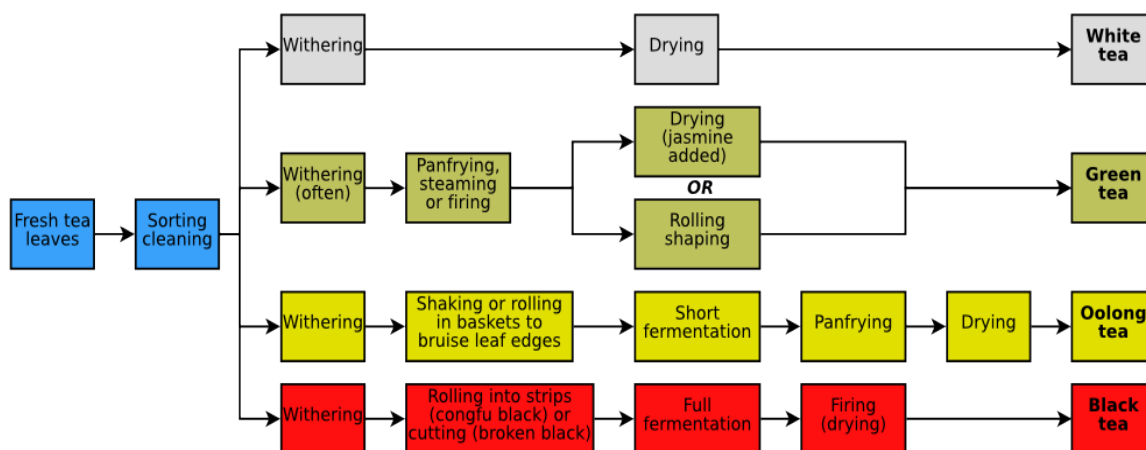 Withering
Drying
White
tea
Withering
(often)
Panfrying,
steaming
or firing
Drying
(jasmine
added)
OR
Rolling
shaping
Green
tea
Fresh tea
leaves
Sorting
cleaning
Withering
Shaking or rolling
in baskets to
bruise leaf edges
Short
fermentation
Panfrying
Drying
Oolong
tea
Withering
Rolling into strips
(congfu black) or
cutting (broken black)
Full
fermentation
Firing
(drying)
Black
tea